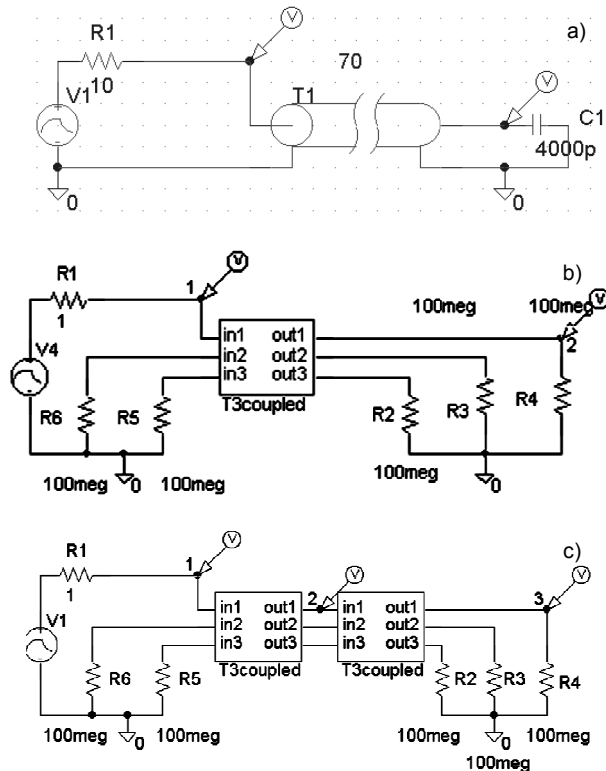 a)
R1
10
V1
T1
70
C1
4000p
0
0
V
V
b)
R1
1
1
V
V4
in1 out1
in2 out2
in3 out3
T3coupled
100meg
100meg
V
2
R6
R5
R2
R3
R4
100meg
0
100meg
100meg
0
c)
R1
1
1
V
V1
in1 out1
in2 out2
in3 out3
T3coupled
2
V
in1 out1
in2 out2
in3 out3
T3coupled
3
V
R6
R5
R2
R3
R4
100meg
0
100meg
100meg
0
100meg
100meg